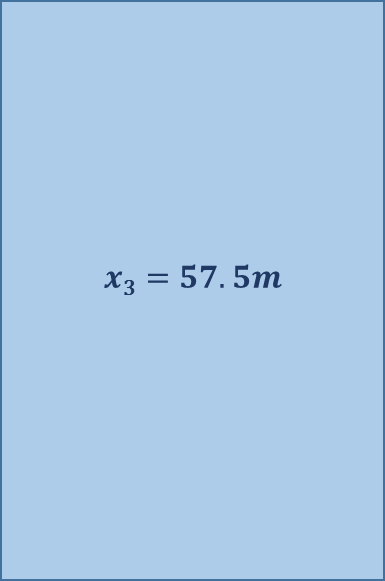 x₃ = 57.5m